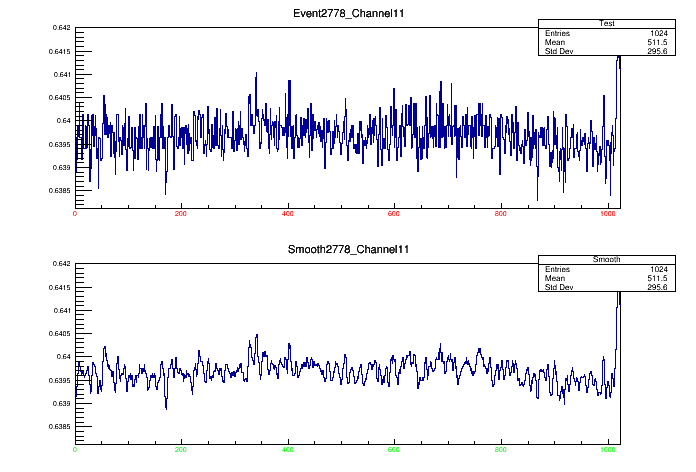 Event2778_Channel11
Test
Entries 1024
Mean 511.5
Std Dev 295.6
0.642
0.6415
0.641
0.6405
0.64
0.6395
0.639
0.6385
0 200 400 600 800 1000
Smooth2778_Channel11
Smooth
Entries 1024
Mean 511.5
Std Dev 295.6
0.642
0.6415
0.641
0.6405
0.64
0.6395
0.639
0.6385
0 200 400 600 800 1000